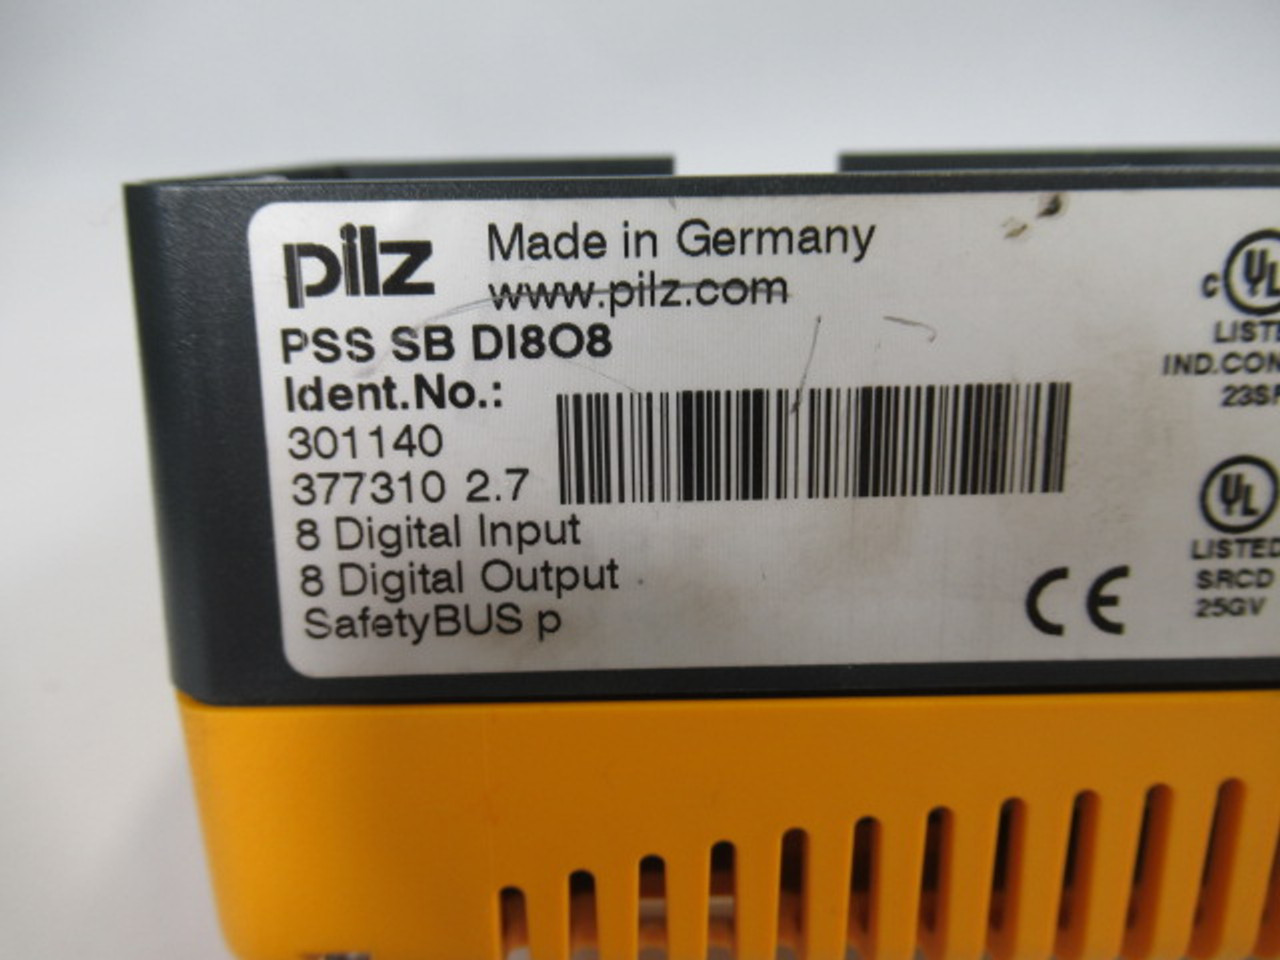 pilz
Made in Germany
www.pilz.com
PSS SB DI8O8
Ident.No.:
301140
377310 2.7
8 Digital Input
8 Digital Output
SafetyBUS p
CE
c UL
LISTE
IND.CON
23S
UL
LISTED
SRCD
25GV